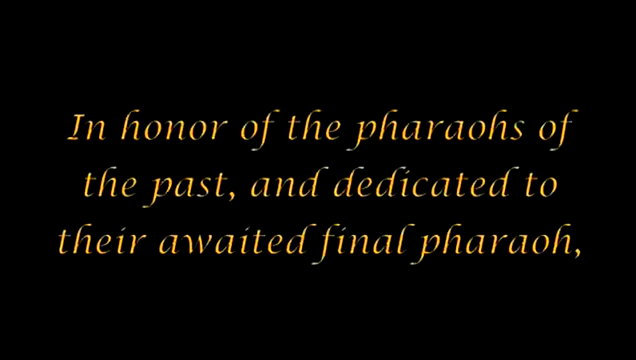 In honor of the pharaohs of
the past, and dedicated to
their awaited final pharaoh,